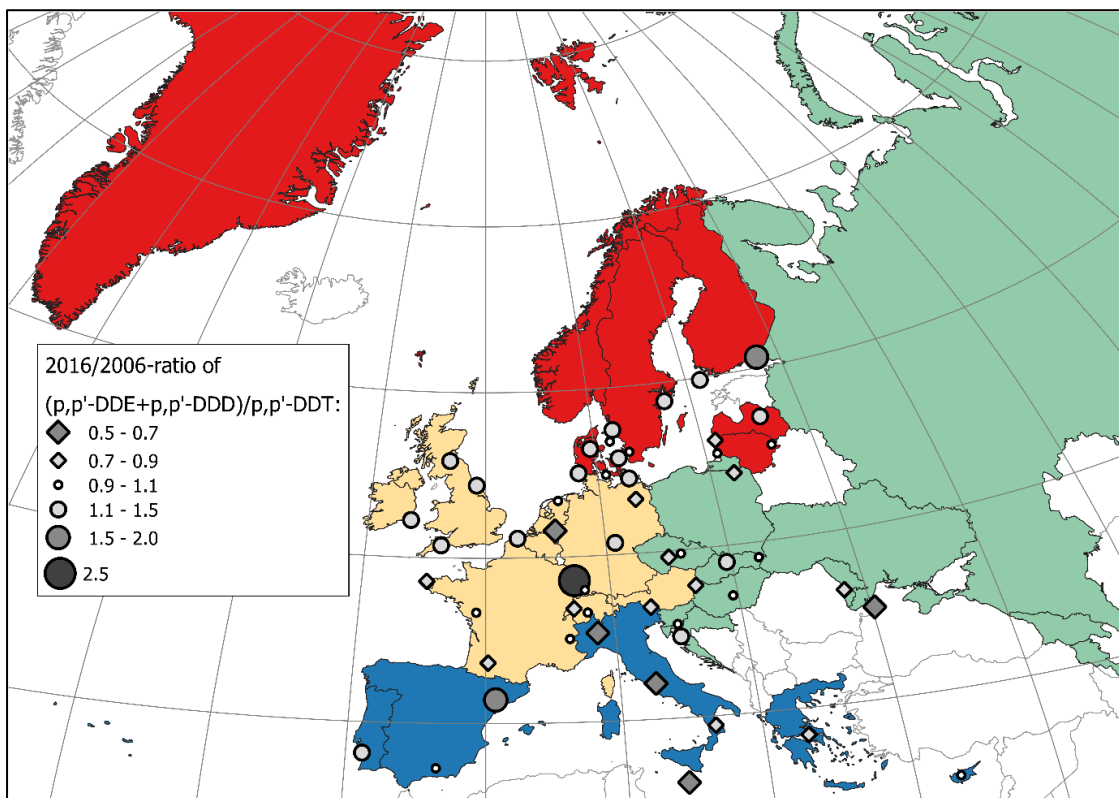 2016/2006-ratio of
(p,p'-DDE+p,p'-DDD)/p,p'-DDT:
0.5 - 0.7
0.7 - 0.9
0.9 - 1.1
1.1 - 1.5
1.5 - 2.0
2.5